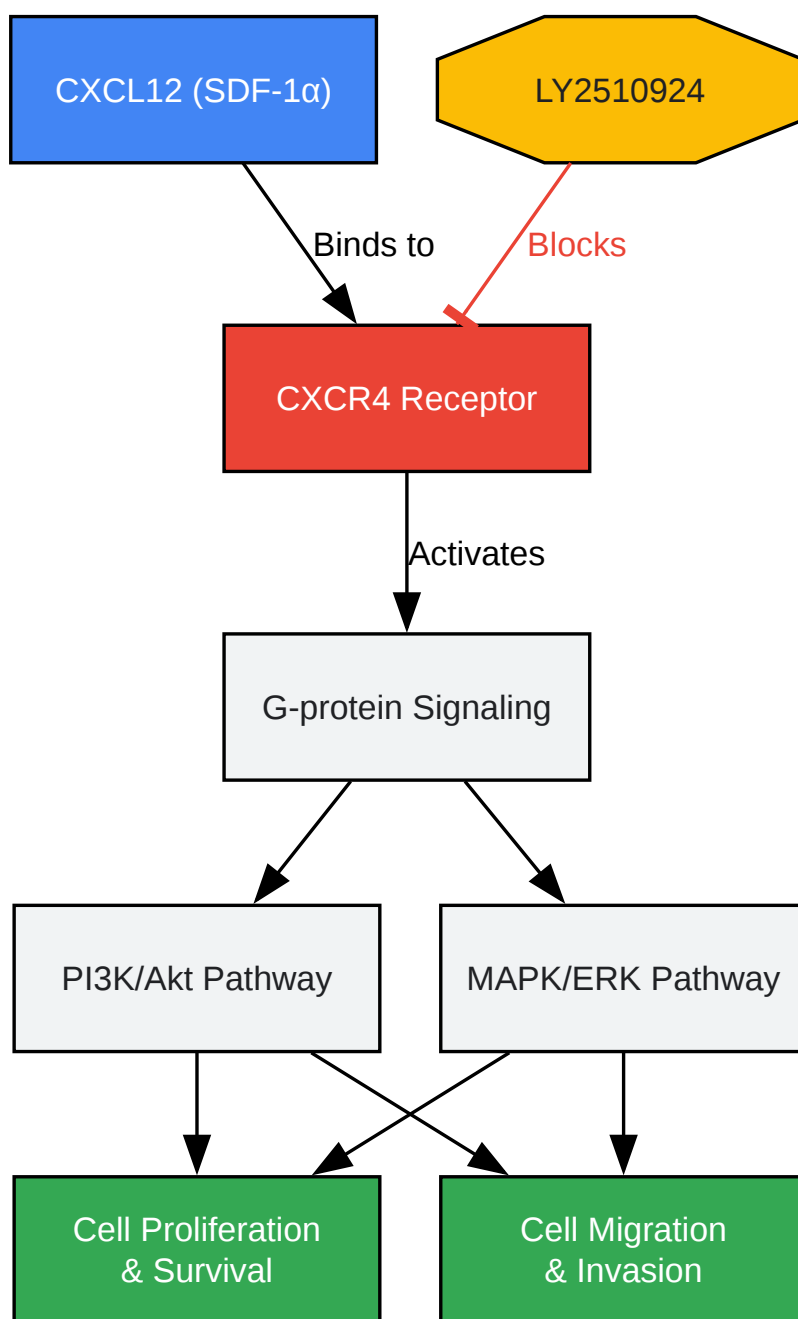 CXCL12 (SDF-1α)
LY2510924
Binds to
Blocks
CXCR4 Receptor
Activates
G-protein Signaling
PI3K/Akt Pathway
MAPK/ERK Pathway
Cell Proliferation
& Survival
Cell Migration
& Invasion